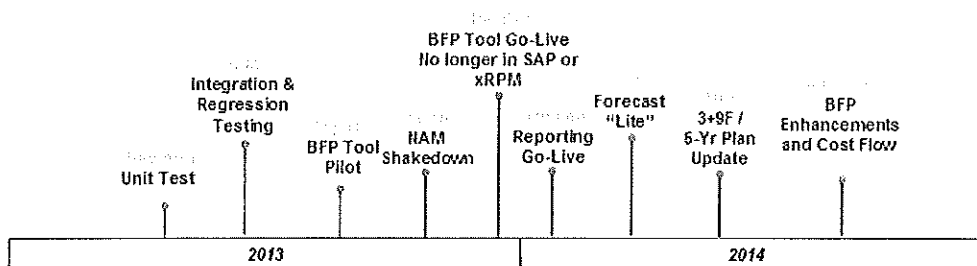 BFP Tool Go-Live
No longer in SAP or
xRPM
Integration &
Regression
Testing
Forecast
"Lite"
3+9F /
5-Yr Plan
Update
BFP
Enhancements
and Cost Flow
Unit Test
BFP Tool
Pilot
NAM
Shakedown
Reporting
Go-Live
2013
2014